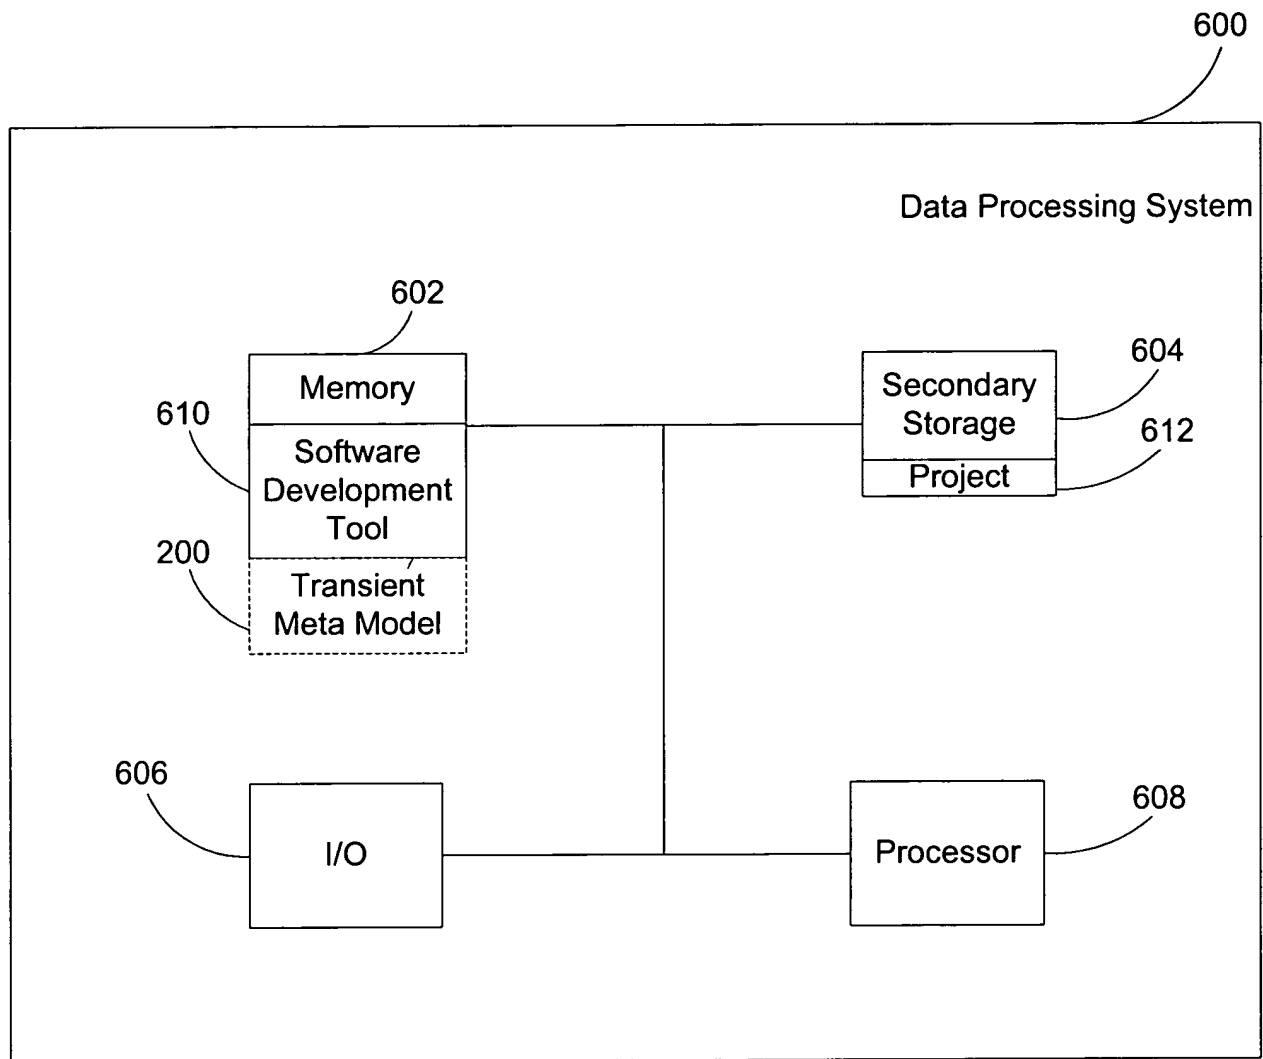 600
Data Processing System
602
Memory
604
Secondary
Storage
610
612
Software
Development
Tool
Project
200
Transient
Meta Model
606
I/O
608
Processor